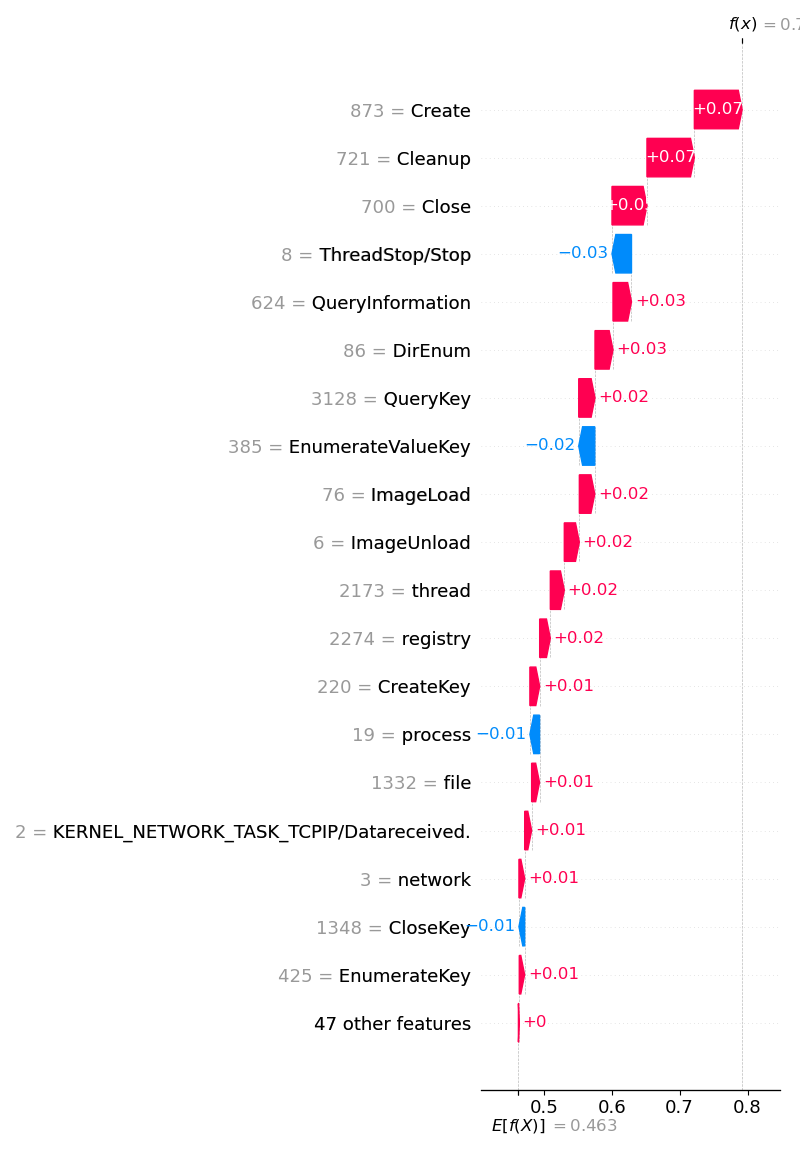 f(x) = 0.7
873 = Create
+0.07
721 = Cleanup
+0.07
700 = Close
+0.0
8 = ThreadStop/Stop
−0.03
624 = QueryInformation
+0.03
86 = DirEnum
+0.03
3128 = QueryKey
+0.02
385 = EnumerateValueKey
−0.02
76 = ImageLoad
+0.02
6 = ImageUnload
+0.02
2173 = thread
+0.02
2274 = registry
+0.02
220 = CreateKey
+0.01
19 = process
−0.01
1332 = file
+0.01
2 = KERNEL_NETWORK_TASK_TCPIP/Datareceived.
+0.01
3 = network
+0.01
1348 = CloseKey
−0.01
425 = EnumerateKey
+0.01
47 other features
+0
0.5 0.6 0.7 0.8
E[f(X)] = 0.463